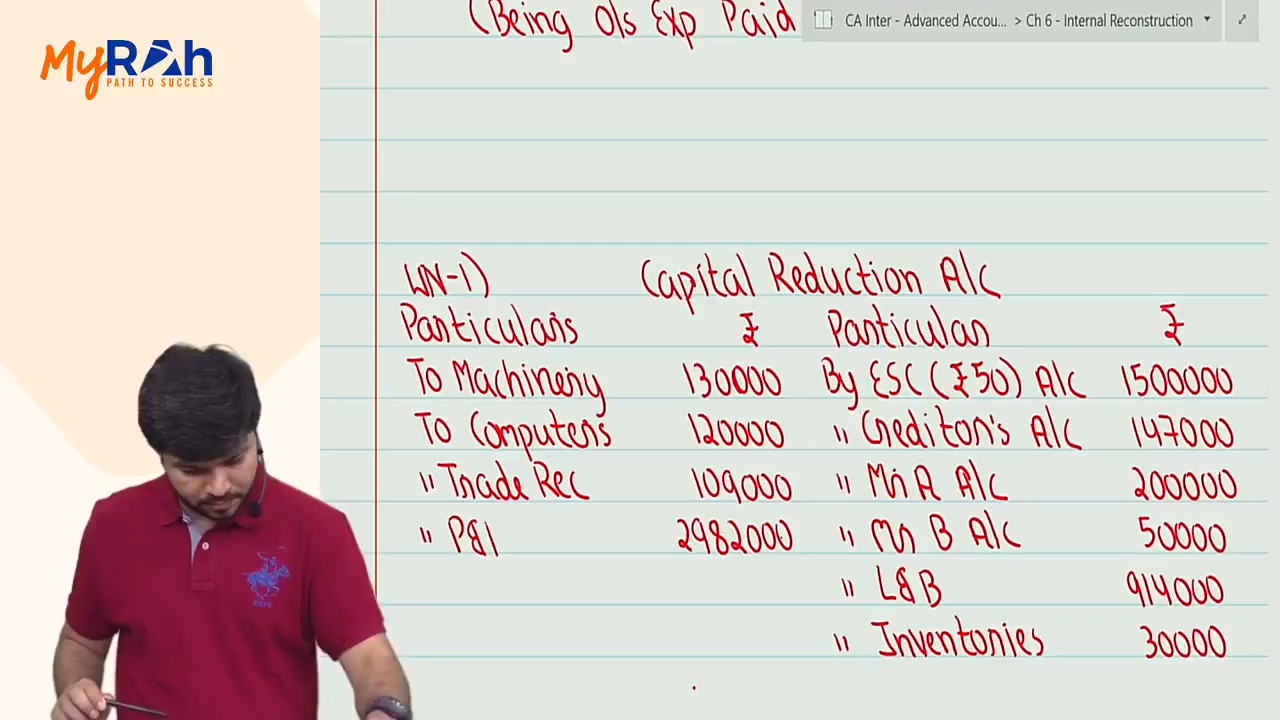 (Being O/s Exp Paid
CA Inter - Advanced Accou... > Ch 6 - Internal Reconstruction
MyRAh
PATH TO SUCCESS
WN-1) Capital Reduction A/c
Particulars ₹ Particulars ₹
To Machinery 130000 By ESC (₹50) A/c 1500000
To Computers 120000 " Creditors A/c 147000
" Trade Rec 109000 " Mr A A/c 200000
" P&l 2982000 " Mr B A/c 50000
" L&B 914000
" Inventories 30000